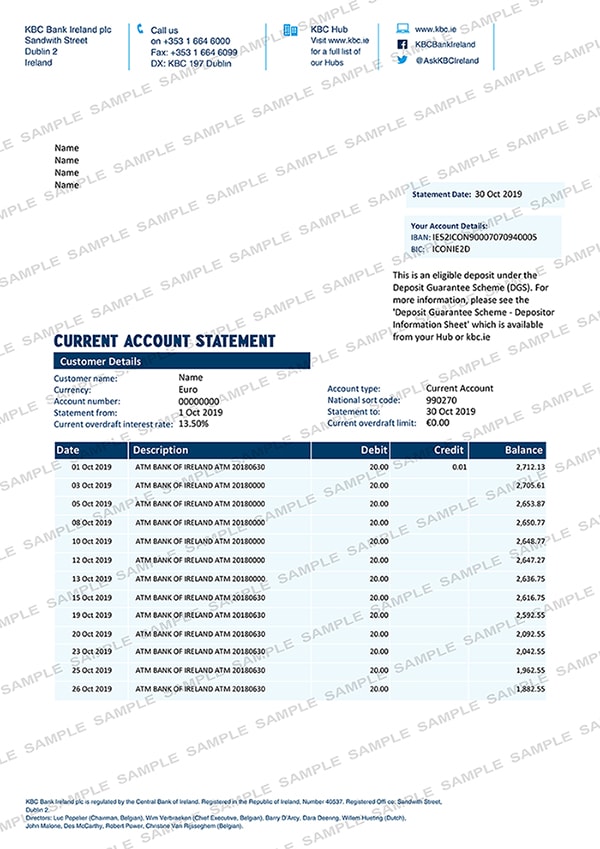 KBC Bank Ireland plc
Sandwith Street
Dublin 2
Ireland
Call us
on +353 1 664 6000
Fax: +353 1 664 6099
DX: KBC 197 Dublin
KBC Hub
Visit www.kbc.ie
for a full list of
our Hubs
www.kbc.ie
KBCBankIreland
@AskKBCIreland
Name
Name
Name
Name
Statement Date: 30 Oct 2019
Your Account Details:
IBAN: IE52ICON90007070940005
BIC: ICONIE2D
This is an eligible deposit under the
Deposit Guarantee Scheme (DGS). For
more information, please see the
'Deposit Guarantee Scheme - Depositor
Information Sheet' which is available
from your Hub or kbc.ie
CURRENT ACCOUNT STATEMENT
Customer Details
Customer name: Name
Currency: Euro
Account number: 00000000
Statement from: 1 Oct 2019
Current overdraft interest rate: 13.50%
Account type: Current Account
National sort code: 990270
Statement to: 30 Oct 2019
Current overdraft limit: €0.00
Date Description Debit Credit Balance
01 Oct 2019 ATM BANK OF IRELAND ATM 20180630 20.00 0.01 2,712.13
03 Oct 2019 ATM BANK OF IRELAND ATM 20180000 20.00 2,705.61
05 Oct 2019 ATM BANK OF IRELAND ATM 20180000 20.00 2,653.87
08 Oct 2019 ATM BANK OF IRELAND ATM 20180000 20.00 2,650.77
10 Oct 2019 ATM BANK OF IRELAND ATM 20180000 20.00 2,648.77
12 Oct 2019 ATM BANK OF IRELAND ATM 20180000 20.00 2,647.27
13 Oct 2019 ATM BANK OF IRELAND ATM 20180000 20.00 2,636.75
15 Oct 2019 ATM BANK OF IRELAND ATM 20180630 20.00 2,616.75
19 Oct 2019 ATM BANK OF IRELAND ATM 20180630 20.00 2,592.55
20 Oct 2019 ATM BANK OF IRELAND ATM 20180630 20.00 2,092.55
23 Oct 2019 ATM BANK OF IRELAND ATM 20180630 20.00 2,042.55
25 Oct 2019 ATM BANK OF IRELAND ATM 20180630 20.00 1,962.55
26 Oct 2019 ATM BANK OF IRELAND ATM 20180630 20.00 1,882.55
KBC Bank Ireland plc is regulated by the Central Bank of Ireland. Registered in the Republic of Ireland, Number 40537. Registered Office: Sandwith Street,
Dublin 2.
Directors: Luc Popelier (Chairman, Belgian), Wim Verbraeken (Chief Executive, Belgian), Barry D'Arcy, Dara Deering, Willem Hueting (Dutch),
John Malone, Des McCarthy, Robert Power, Christine Van Rijsseghem (Belgian).
SAMPLE